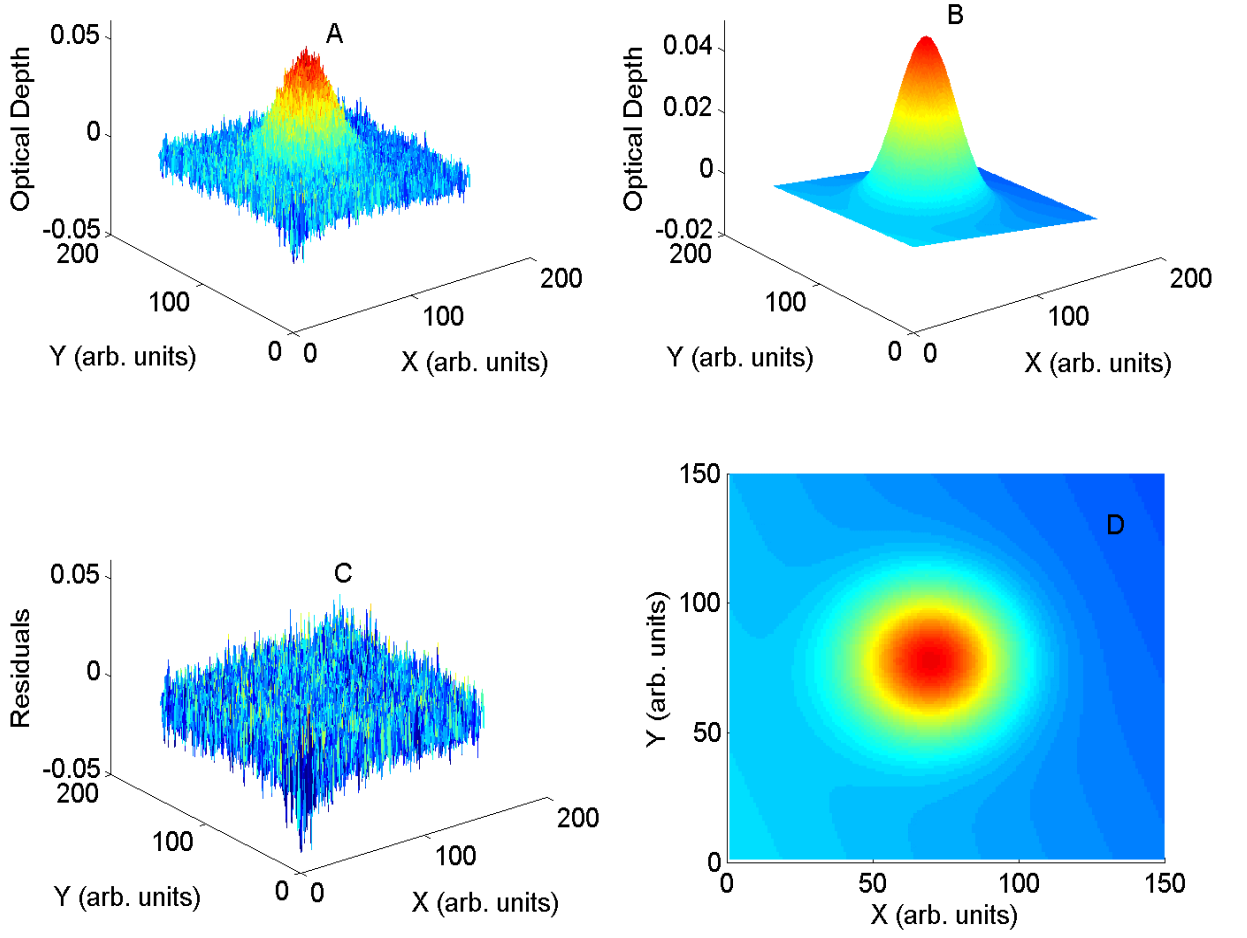 A
0.05
0
-0.05
Optical Depth
200
100
0
Y (arb. units)
0
100
200
X (arb. units)
B
0.04
0.02
0
-0.02
Optical Depth
200
100
0
Y (arb. units)
0
100
200
X (arb. units)
C
0.05
0
-0.05
Residuals
200
100
0
Y (arb. units)
0
100
200
X (arb. units)
D
150
100
50
0
Y (arb. units)
0
50
100
150
X (arb. units)